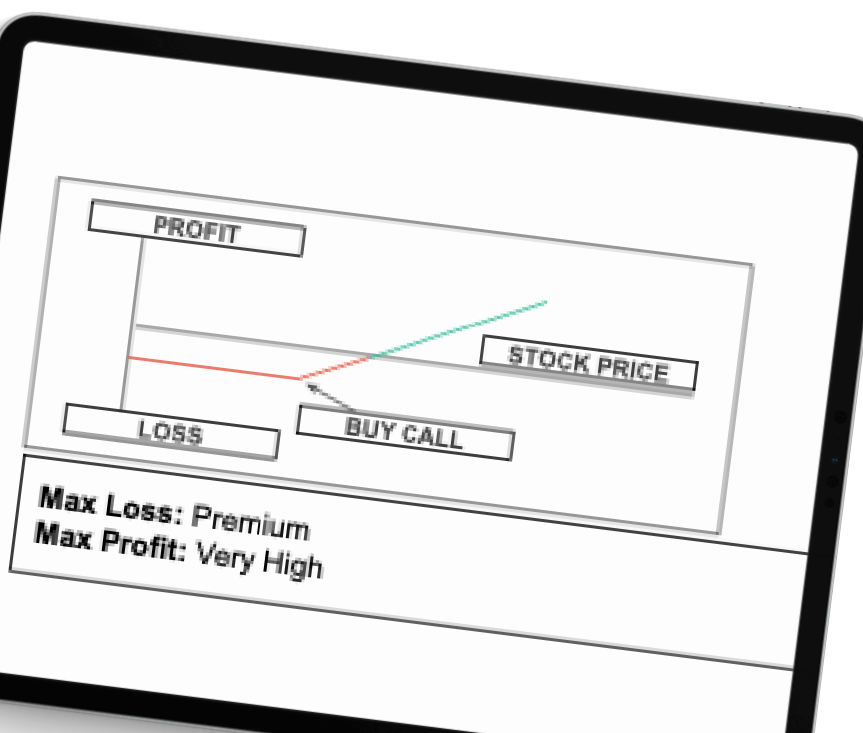 PROFIT
STOCK PRICE
LOSS
BUY CALL
Max Loss: Premium
Max Profit: Very High